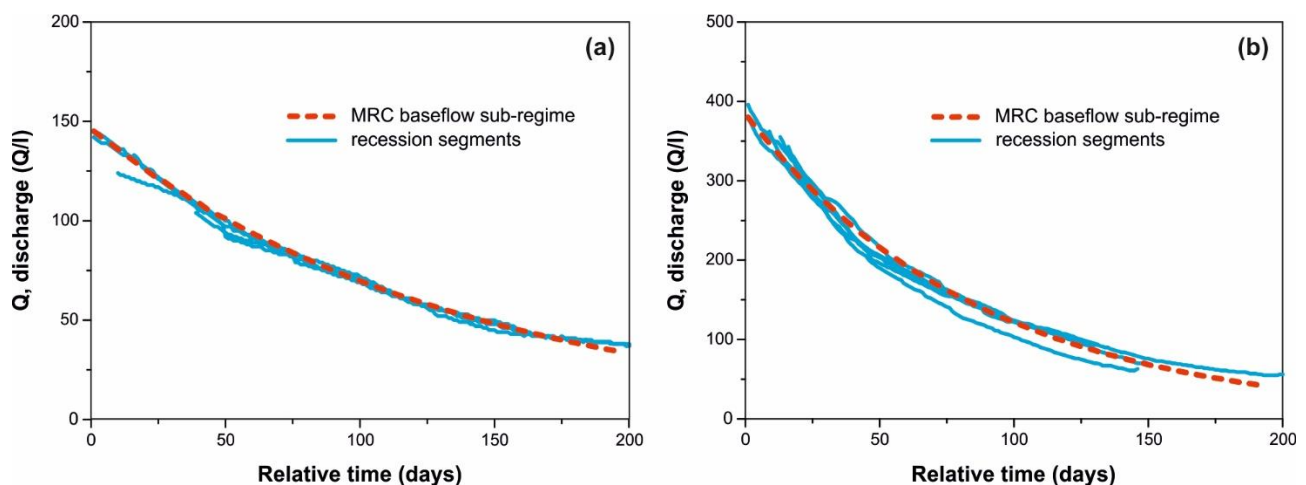 200
150
100
50
0
Q, discharge (Q/l)
(a)
MRC baseflow sub-regime
recession segments
0 50 100 150 200
Relative time (days)
500
400
300
200
100
0
Q, discharge (Q/l)
(b)
MRC baseflow sub-regime
recession segments
0 50 100 150 200
Relative time (days)